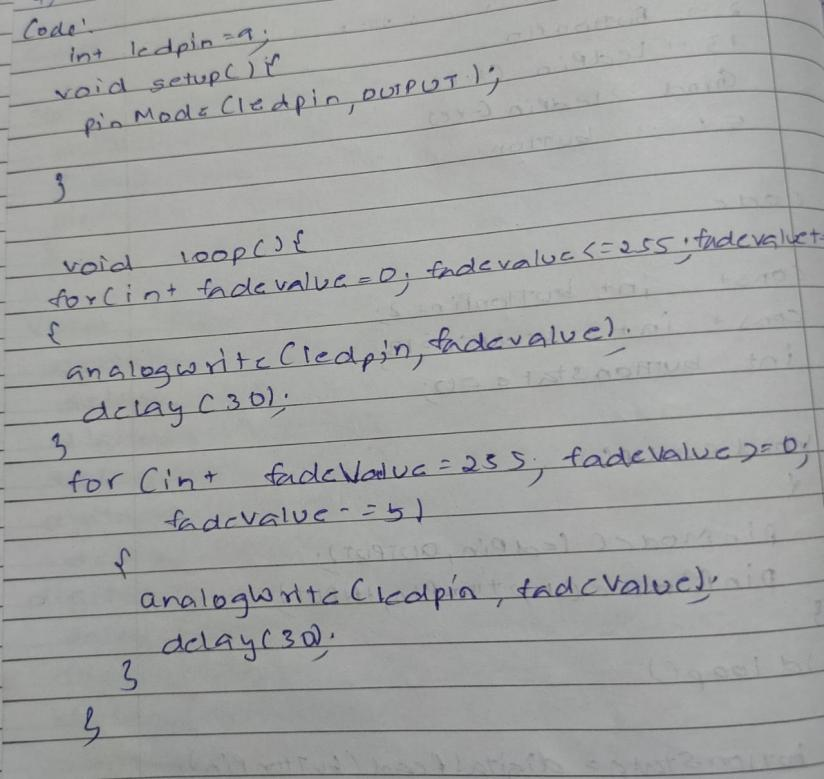 Code:
int ledpin=9;
void setup(){
pinMode(ledpin,OUTPUT);
}
void loop(){
for(int fadevalue=0; fadevalue<=255;fadevalue+
{
analogwrite(ledpin,fadevalue);
delay(30);
}
for (int fadeValue=255; fadeValue>=0;
fadevalue-=5)
{
analogWrite(ledpin, fadeValue);
delay(30);
}
}